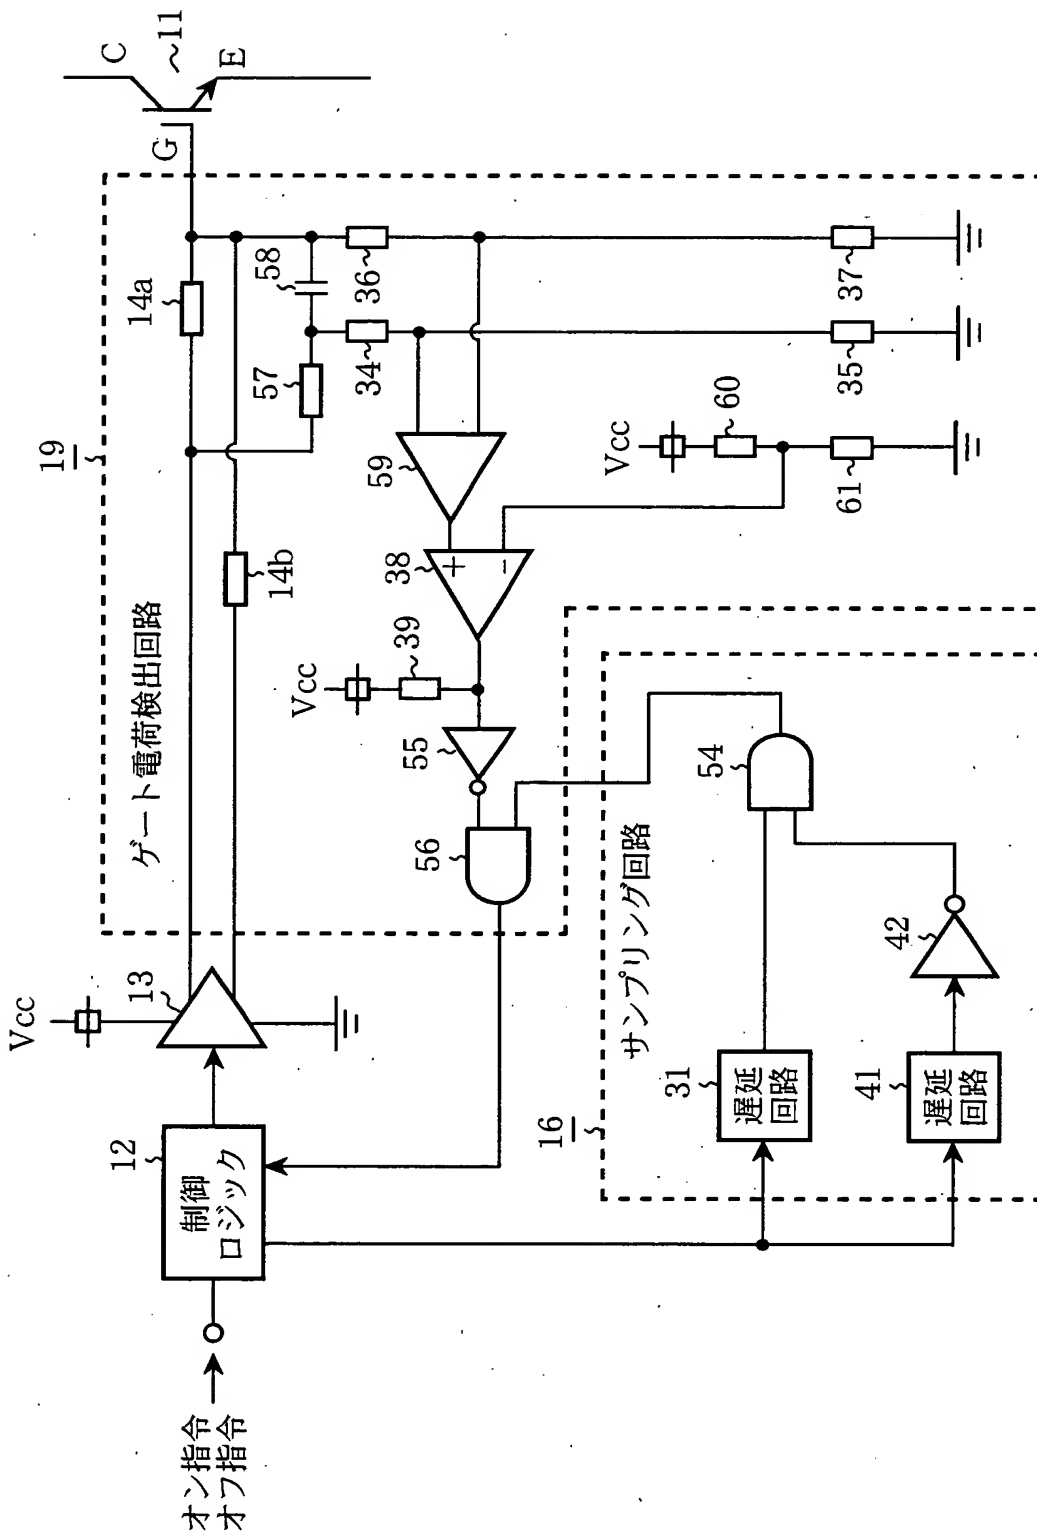 オン指令
オフ指令
12
制御
ロジック
Vcc
13
19
ゲート電荷検出回路
14a
14b
57
58
34
36
35
37
59
38
+
−
Vcc
39
55
56
Vcc
60
61
G
C
E
11
16
サンプリング回路
31
遅延
回路
41
遅延
回路
42
54